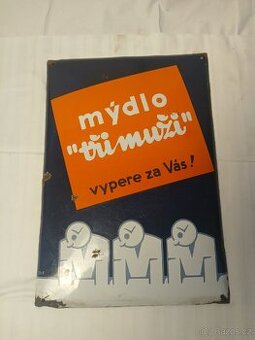 mýdlo
"tři muži"
vypere za Vás!